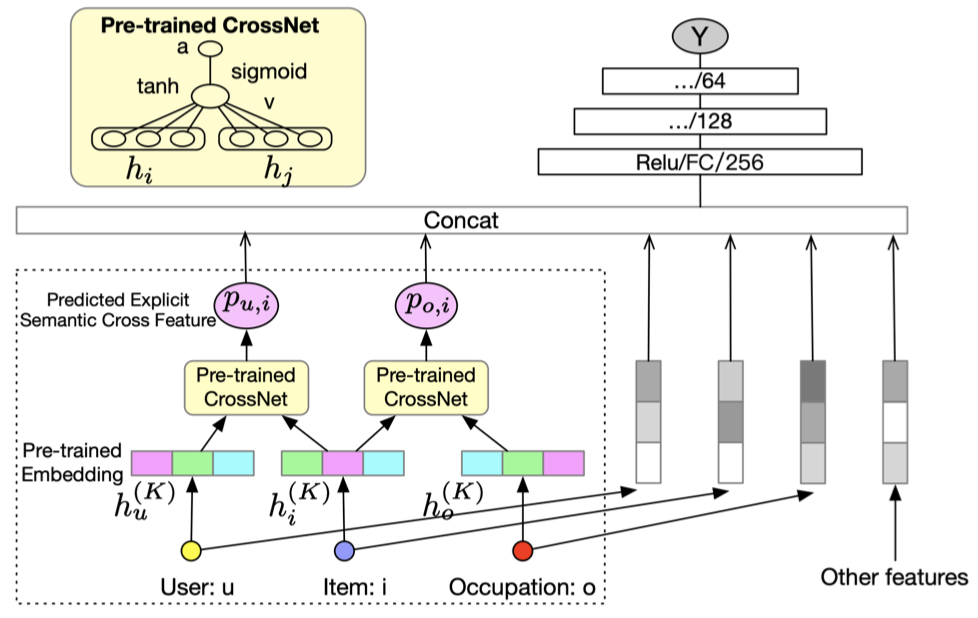 Pre-trained CrossNet
a
sigmoid
tanh
v
h_i
h_j
Y
.../64
.../128
Relu/FC/256
Concat
Predicted Explicit
Semantic Cross Feature
p_{u,i}
p_{o,i}
Pre-trained
CrossNet
Pre-trained
CrossNet
Pre-trained
Embedding
h_u^{(K)}
h_i^{(K)}
h_o^{(K)}
User: u
Item: i
Occupation: o
Other features